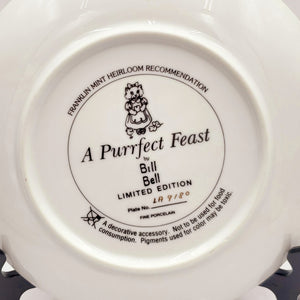 FRANKLIN MINT HEIRLOOM RECOMMENDATION
A Purrfect Feast
by
Bill
Bell
LIMITED EDITION
Plate No. LA9180
FINE PORCELAIN
A decorative accessory. Not to be used for food
consumption. Pigments used for color may be toxic.